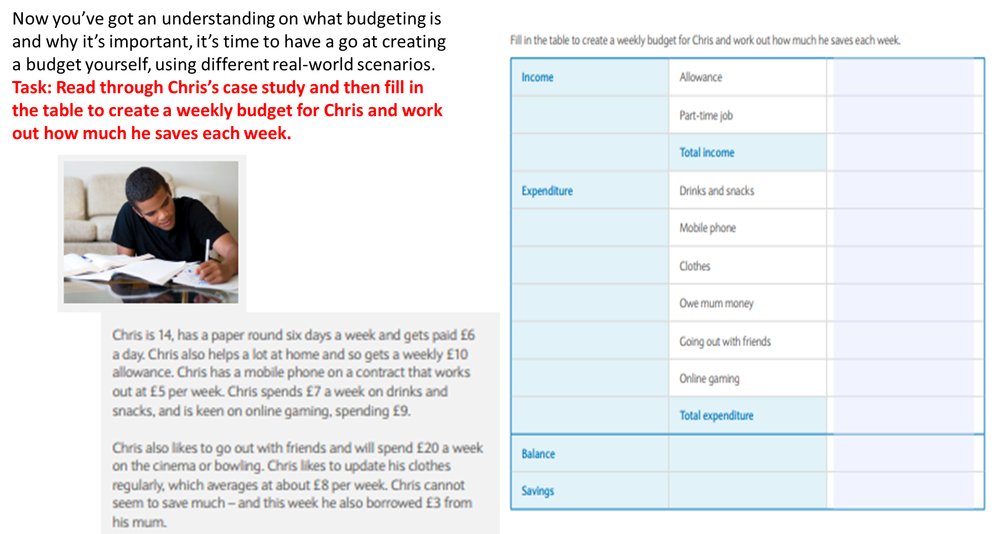 Now you’ve got an understanding on what budgeting is
and why it’s important, it’s time to have a go at creating
a budget yourself, using different real-world scenarios.
Task: Read through Chris’s case study and then fill in
the table to create a weekly budget for Chris and work
out how much he saves each week.
Chris is 14, has a paper round six days a week and gets paid £6
a day. Chris also helps a lot at home and so gets a weekly £10
allowance. Chris has a mobile phone on a contract that works
out at £5 per week. Chris spends £7 a week on drinks and
snacks, and is keen on online gaming, spending £9.
Chris also likes to go out with friends and will spend £20 a week
on the cinema or bowling. Chris likes to update his clothes
regularly, which averages at about £8 per week. Chris cannot
seem to save much – and this week he also borrowed £3 from
his mum.
Fill in the table to create a weekly budget for Chris and work out how much he saves each week.
Income Allowance
Part-time job
Total income
Expenditure Drinks and snacks
Mobile phone
Clothes
Owe mum money
Going out with friends
Online gaming
Total expenditure
Balance
Savings